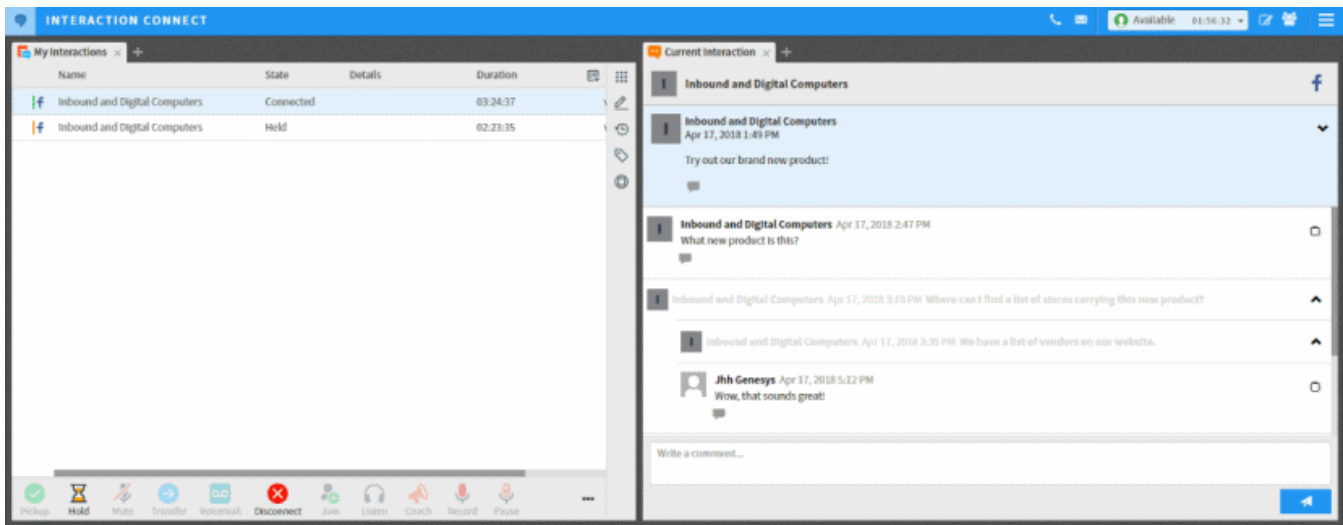 INTERACTION CONNECT
Available 01:56:32
My Interactions × +
Name State Details Duration
Inbound and Digital Computers Connected 03:24:37
Inbound and Digital Computers Held 02:23:35
Pickup Hold Mute Transfer Voicemail Disconnect Join Listen Coach Record Pause
Current Interaction × +
I Inbound and Digital Computers
I Inbound and Digital Computers
Apr 17, 2018 1:49 PM
Try out our brand new product!
I Inbound and Digital Computers Apr 17, 2018 2:47 PM
What new product is this?
I Inbound and Digital Computers Apr 17, 2018 3:19 PM Where can I find a list of stores carrying this new product?
I Inbound and Digital Computers Apr 17, 2018 3:30 PM We have a list of vendors on our website.
Jhh Genesys Apr 17, 2018 5:12 PM
Wow, that sounds great!
Write a comment...